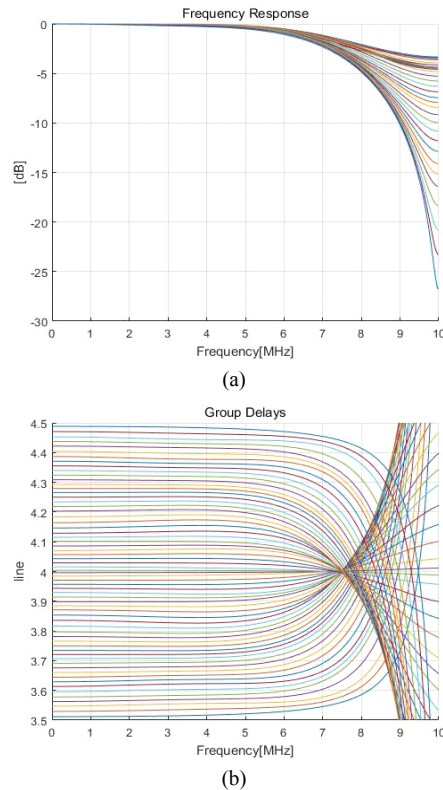 Frequency Response
0
-5
-10
-15
-20
-25
-30
[dB]
0 1 2 3 4 5 6 7 8 9 10
Frequency[MHz]
(a)
Group Delays
4.5
4.4
4.3
4.2
4.1
4
3.9
3.8
3.7
3.6
3.5
line
0 1 2 3 4 5 6 7 8 9 10
Frequency[MHz]
(b)